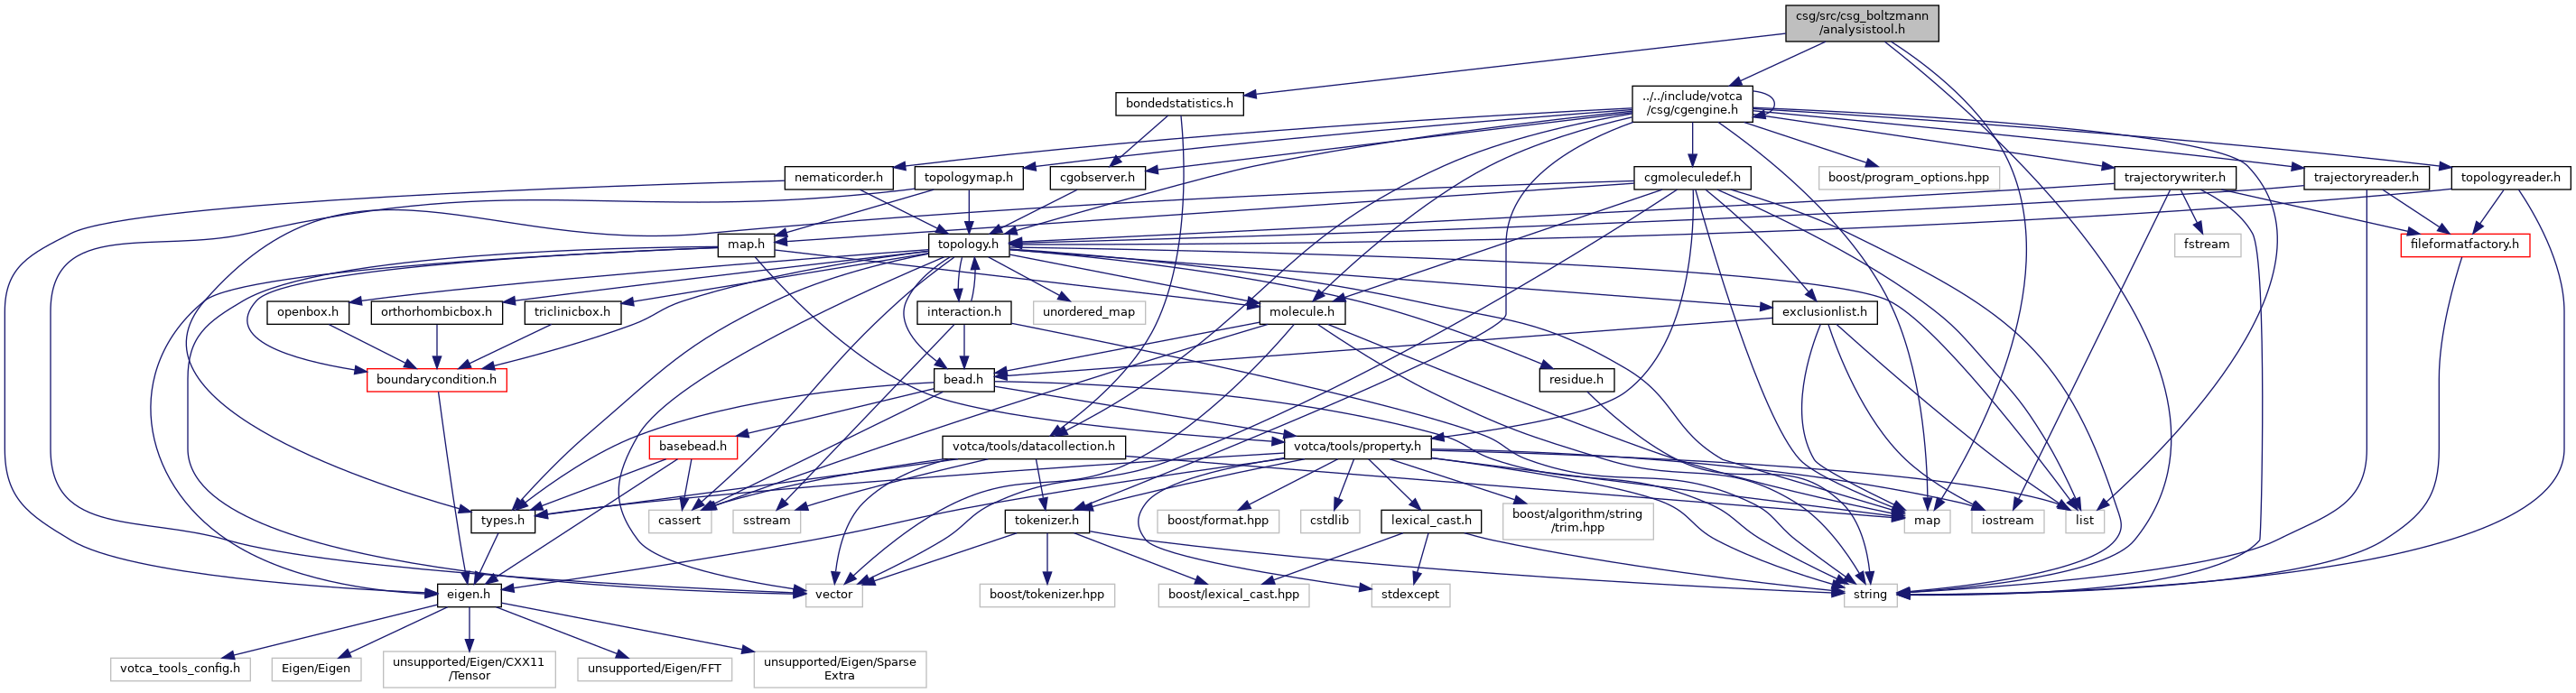 csg/src/csg_boltzmann
/analysistool.h
bondedstatistics.h
../../include/votca
/csg/cgengine.h
nematicorder.h
topologymap.h
cgobserver.h
cgmoleculedef.h
boost/program_options.hpp
trajectorywriter.h
trajectoryreader.h
topologyreader.h
map.h
topology.h
fstream
fileformatfactory.h
openbox.h
orthorhombicbox.h
triclinicbox.h
interaction.h
unordered_map
molecule.h
exclusionlist.h
boundarycondition.h
bead.h
residue.h
basebead.h
votca/tools/datacollection.h
votca/tools/property.h
types.h
cassert
sstream
tokenizer.h
boost/format.hpp
cstdlib
lexical_cast.h
boost/algorithm/string
/trim.hpp
map
iostream
list
eigen.h
vector
boost/tokenizer.hpp
boost/lexical_cast.hpp
stdexcept
string
votca_tools_config.h
Eigen/Eigen
unsupported/Eigen/CXX11
/Tensor
unsupported/Eigen/FFT
unsupported/Eigen/Sparse
Extra